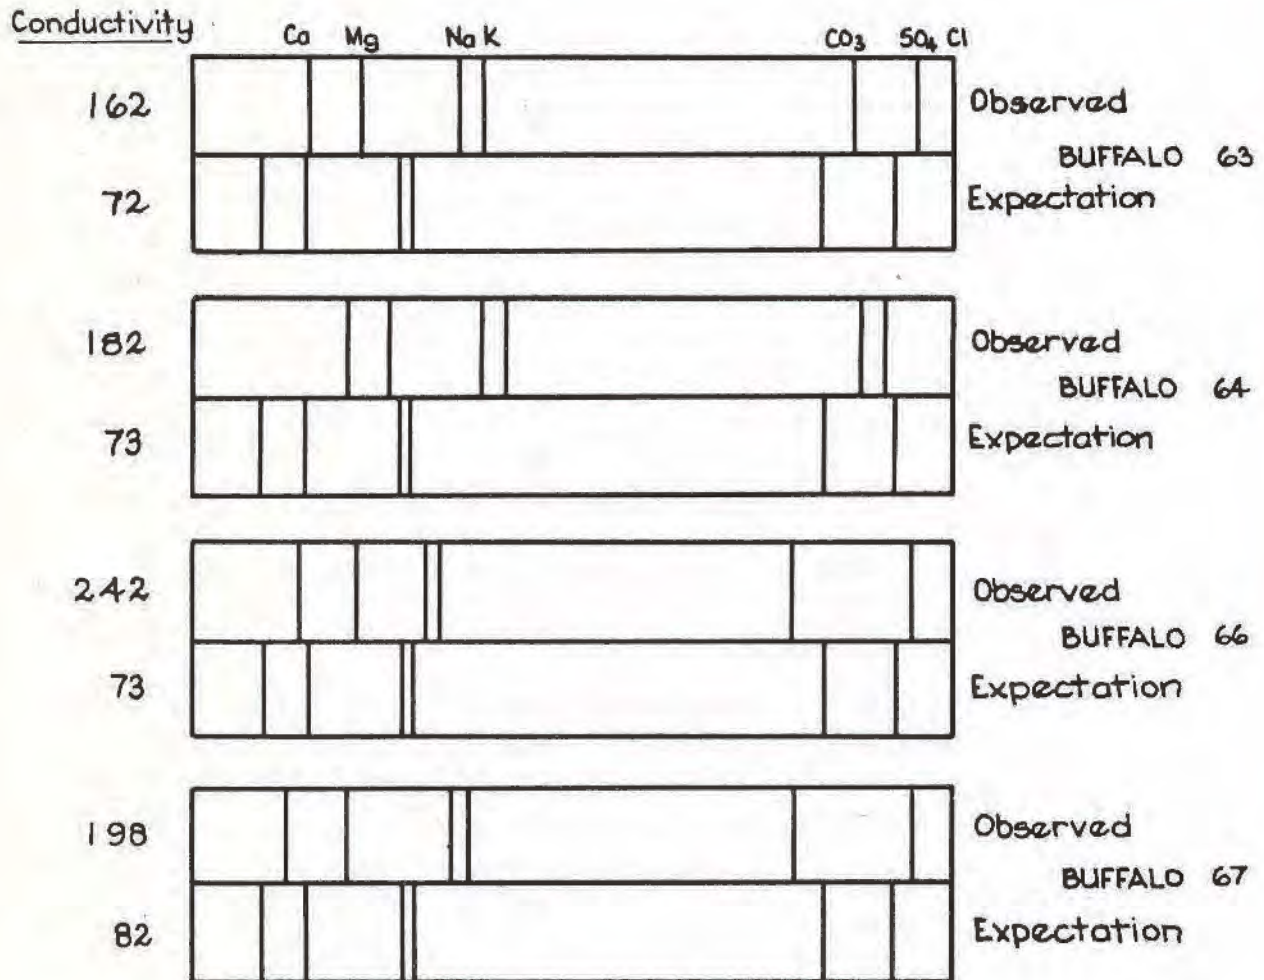 Conductivity
Ca Mg Na K CO₃ SO₄ Cl
162 Observed
BUFFALO 63
72 Expectation
182 Observed
BUFFALO 64
73 Expectation
242 Observed
BUFFALO 66
73 Expectation
198 Observed
BUFFALO 67
82 Expectation